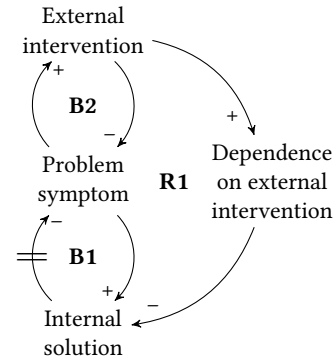 External
intervention
+
B2
−
Problem
symptom
+
R1
Dependence
on external
intervention
−
B1
+
−
Internal
solution